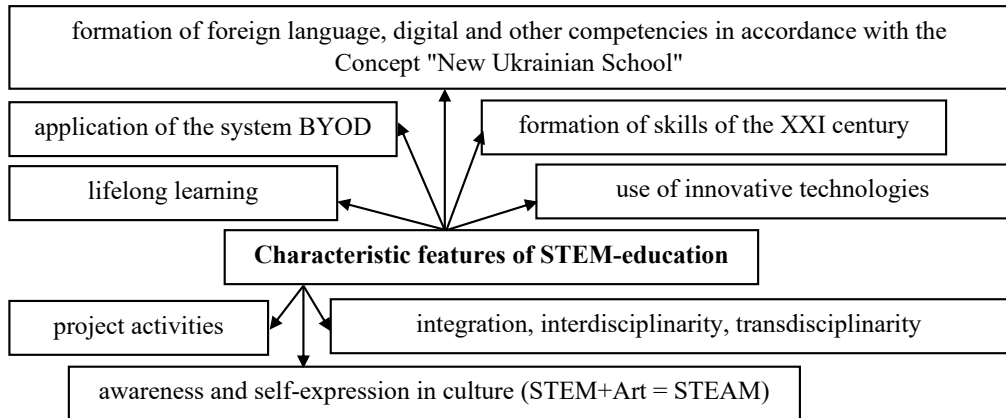 formation of foreign language, digital and other competencies in accordance with the
Concept "New Ukrainian School"
application of the system BYOD
formation of skills of the XXI century
lifelong learning
use of innovative technologies
Characteristic features of STEM-education
project activities
integration, interdisciplinarity, transdisciplinarity
awareness and self-expression in culture (STEM+Art = STEAM)